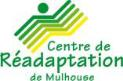 Centre de
Réadaptation
de Mulhouse